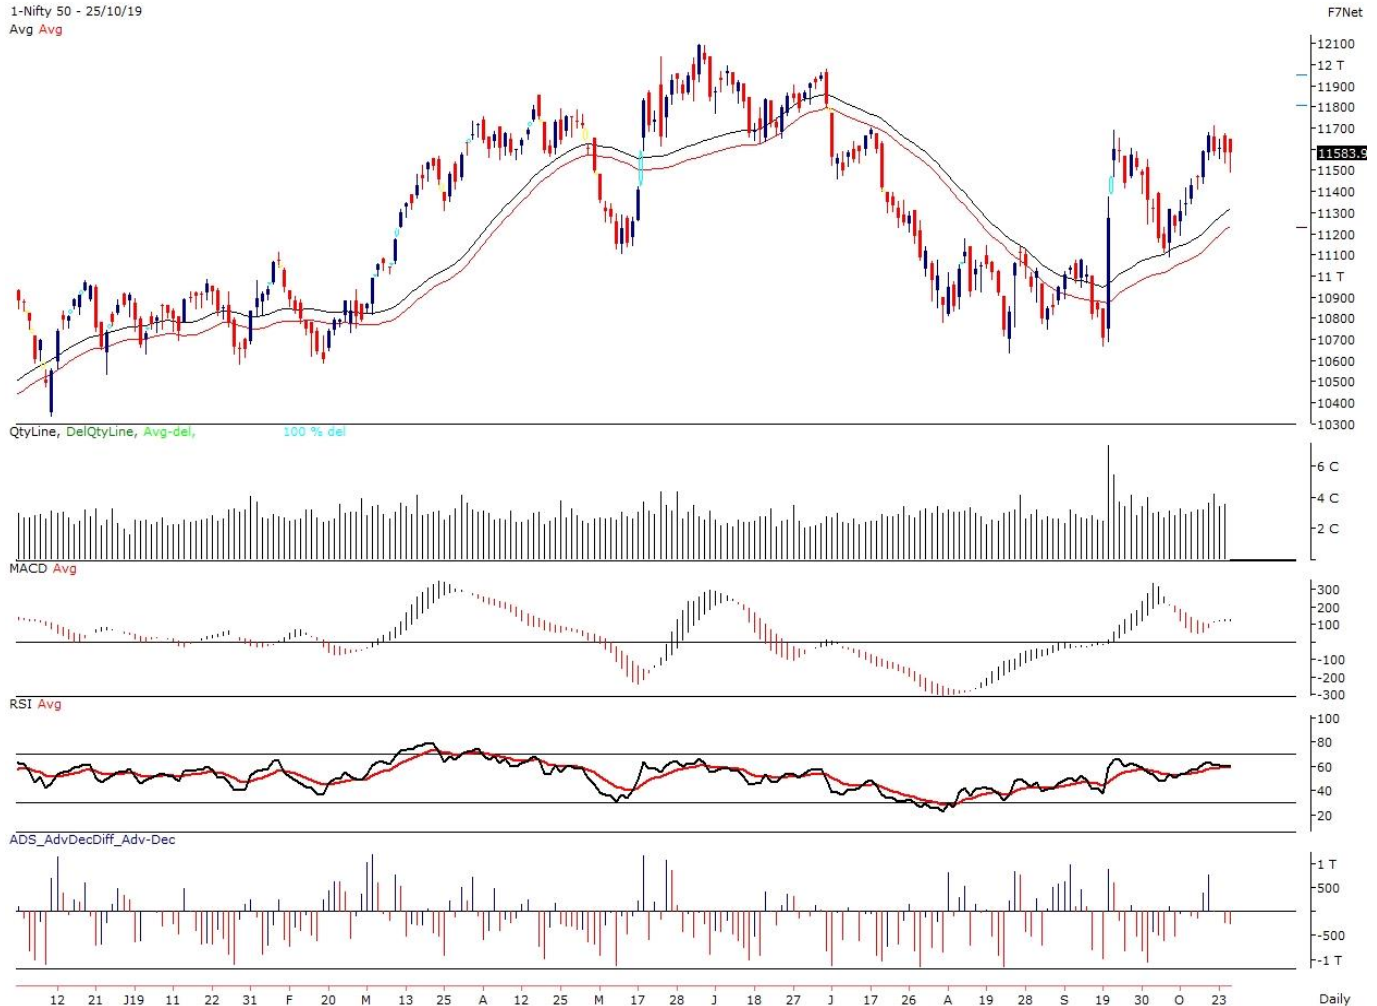 1-Nifty 50 - 25/10/19 F7Net
Avg Avg
12100
12 T
11900
11800
11700
11583.9
11500
11400
11300
11200
11100
11 T
10900
10800
10700
10600
10500
10400
10300
QtyLine, DelQtyLine, Avg-del, 100 % del
6 C
4 C
2 C
MACD Avg
300
200
100
-100
-200
-300
RSI Avg
100
80
60
40
20
ADS_AdvDecDiff_Adv-Dec
1 T
500
-500
-1 T
12 21 J19 11 22 31 F 20 M 13 25 A 12 25 M 17 28 J 18 27 J 17 26 A 19 28 S 19 30 O 23 Daily